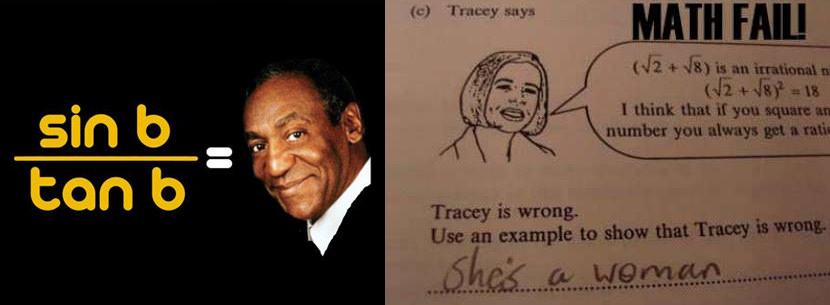 sin b
tan b
=
(c) Tracey says
MATH FAIL!
(√2 + √8) is an irrational n
(√2 + √8)² = 18
I think that if you square an
number you always get a rati
Tracey is wrong.
Use an example to show that Tracey is wrong.
She's a woman